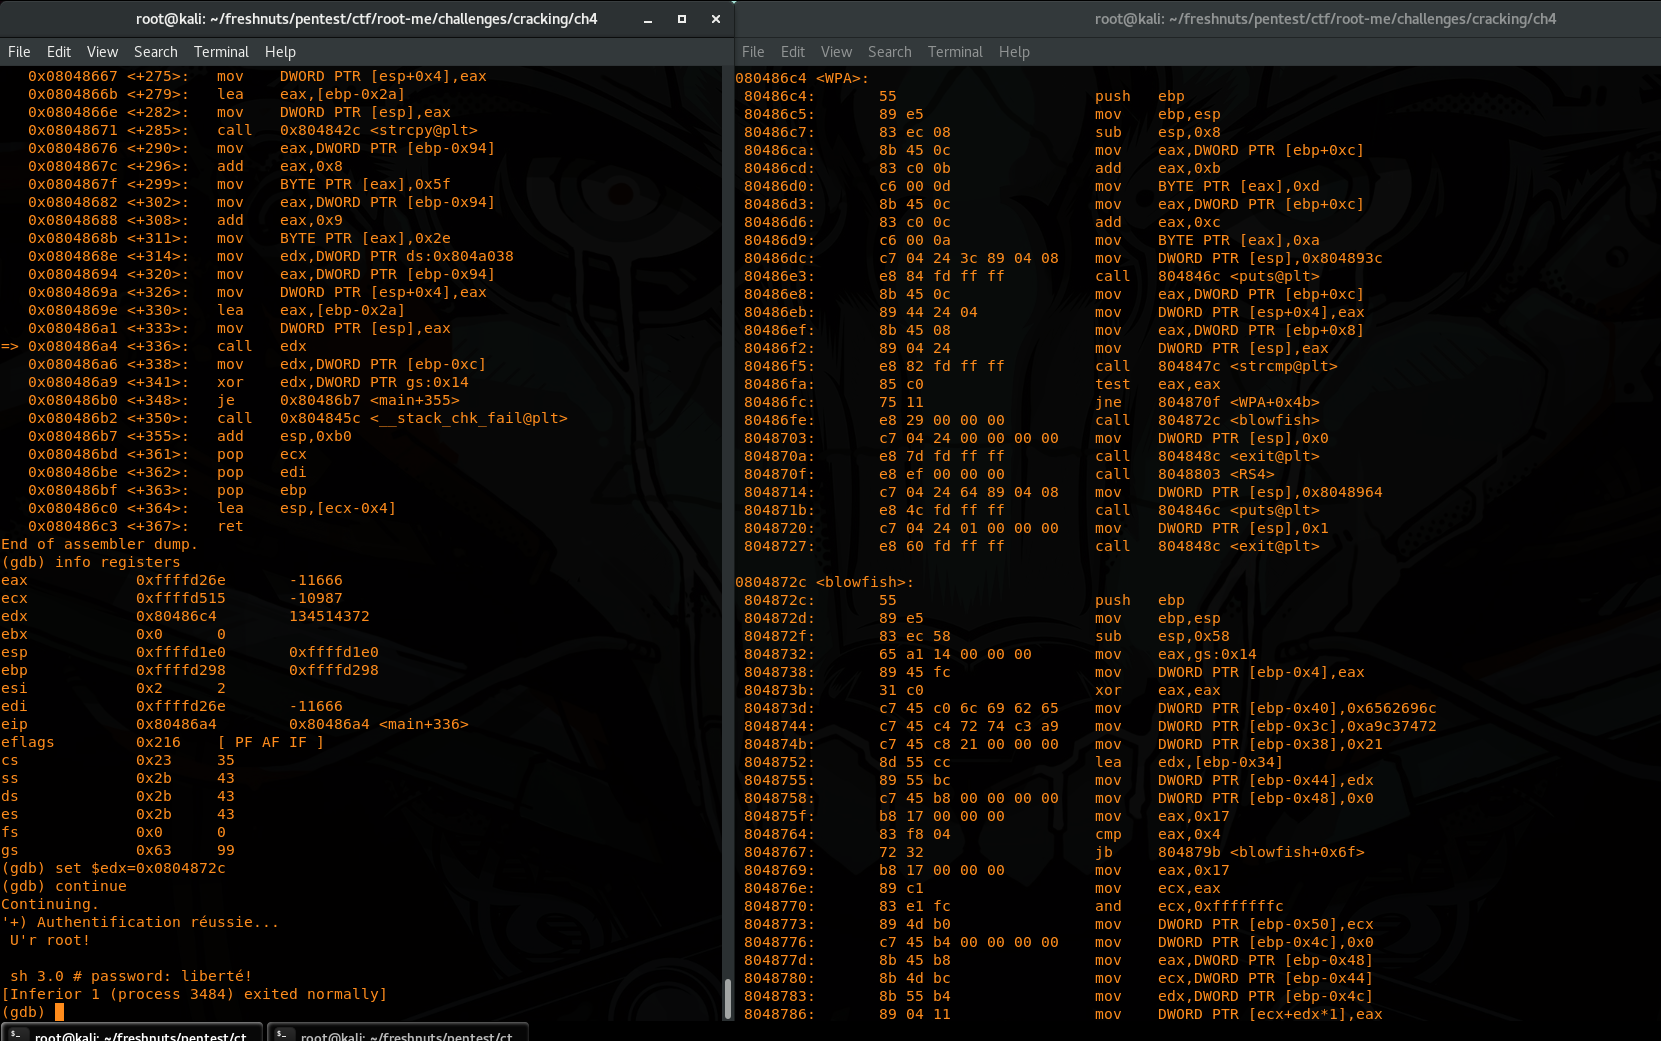 root@kali: ~/freshnuts/pentest/ctf/root-me/challenges/cracking/ch4
File Edit View Search Terminal Help
0x08048667 <+275>: mov DWORD PTR [esp+0x4],eax
0x0804866b <+279>: lea eax,[ebp-0x2a]
0x0804866e <+282>: mov DWORD PTR [esp],eax
0x08048671 <+285>: call 0x804842c <strcpy@plt>
0x08048676 <+290>: mov eax,DWORD PTR [ebp-0x94]
0x0804867c <+296>: add eax,0x8
0x0804867f <+299>: mov BYTE PTR [eax],0x5f
0x08048682 <+302>: mov eax,DWORD PTR [ebp-0x94]
0x08048688 <+308>: add eax,0x9
0x0804868b <+311>: mov BYTE PTR [eax],0x2e
0x0804868e <+314>: mov edx,DWORD PTR ds:0x804a038
0x08048694 <+320>: mov eax,DWORD PTR [ebp-0x94]
0x0804869a <+326>: mov DWORD PTR [esp+0x4],eax
0x0804869e <+330>: lea eax,[ebp-0x2a]
0x080486a1 <+333>: mov DWORD PTR [esp],eax
=> 0x080486a4 <+336>: call edx
0x080486a6 <+338>: mov edx,DWORD PTR [ebp-0xc]
0x080486a9 <+341>: xor edx,DWORD PTR gs:0x14
0x080486b0 <+348>: je 0x80486b7 <main+355>
0x080486b2 <+350>: call 0x804845c <__stack_chk_fail@plt>
0x080486b7 <+355>: add esp,0xb0
0x080486bd <+361>: pop ecx
0x080486be <+362>: pop edi
0x080486bf <+363>: pop ebp
0x080486c0 <+364>: lea esp,[ecx-0x4]
0x080486c3 <+367>: ret
End of assembler dump.
(gdb) info registers
eax 0xffffd26e -11666
ecx 0xffffd515 -10987
edx 0x80486c4 134514372
ebx 0x0 0
esp 0xffffd1e0 0xffffd1e0
ebp 0xffffd298 0xffffd298
esi 0x2 2
edi 0xffffd26e -11666
eip 0x80486a4 0x80486a4 <main+336>
eflags 0x216 [ PF AF IF ]
cs 0x23 35
ss 0x2b 43
ds 0x2b 43
es 0x2b 43
fs 0x0 0
gs 0x63 99
(gdb) set $edx=0x0804872c
(gdb) continue
Continuing.
'+) Authentification réussie...
U'r root!
sh 3.0 # password: liberté!
[Inferior 1 (process 3484) exited normally]
(gdb)
root@kali: ~/freshnuts/pentest/ct...
root@kali: ~/freshnuts/pentest/ct...
root@kali: ~/freshnuts/pentest/ctf/root-me/challenges/cracking/ch4
File Edit View Search Terminal Help
080486c4 <WPA>:
80486c4: 55 push ebp
80486c5: 89 e5 mov ebp,esp
80486c7: 83 ec 08 sub esp,0x8
80486ca: 8b 45 0c mov eax,DWORD PTR [ebp+0xc]
80486cd: 83 c0 0b add eax,0xb
80486d0: c6 00 0d mov BYTE PTR [eax],0xd
80486d3: 8b 45 0c mov eax,DWORD PTR [ebp+0xc]
80486d6: 83 c0 0c add eax,0xc
80486d9: c6 00 0a mov BYTE PTR [eax],0xa
80486dc: c7 04 24 3c 89 04 08 mov DWORD PTR [esp],0x804893c
80486e3: e8 84 fd ff ff call 804846c <puts@plt>
80486e8: 8b 45 0c mov eax,DWORD PTR [ebp+0xc]
80486eb: 89 44 24 04 mov DWORD PTR [esp+0x4],eax
80486ef: 8b 45 08 mov eax,DWORD PTR [ebp+0x8]
80486f2: 89 04 24 mov DWORD PTR [esp],eax
80486f5: e8 82 fd ff ff call 804847c <strcmp@plt>
80486fa: 85 c0 test eax,eax
80486fc: 75 11 jne 804870f <WPA+0x4b>
80486fe: e8 29 00 00 00 call 804872c <blowfish>
8048703: c7 04 24 00 00 00 00 mov DWORD PTR [esp],0x0
804870a: e8 7d fd ff ff call 804848c <exit@plt>
804870f: e8 ef 00 00 00 call 8048803 <RS4>
8048714: c7 04 24 64 89 04 08 mov DWORD PTR [esp],0x8048964
804871b: e8 4c fd ff ff call 804846c <puts@plt>
8048720: c7 04 24 01 00 00 00 mov DWORD PTR [esp],0x1
8048727: e8 60 fd ff ff call 804848c <exit@plt>
0804872c <blowfish>:
804872c: 55 push ebp
804872d: 89 e5 mov ebp,esp
804872f: 83 ec 58 sub esp,0x58
8048732: 65 a1 14 00 00 00 mov eax,gs:0x14
8048738: 89 45 fc mov DWORD PTR [ebp-0x4],eax
804873b: 31 c0 xor eax,eax
804873d: c7 45 c0 6c 69 62 65 mov DWORD PTR [ebp-0x40],0x6562696c
8048744: c7 45 c4 72 74 c3 a9 mov DWORD PTR [ebp-0x3c],0xa9c37472
804874b: c7 45 c8 21 00 00 00 mov DWORD PTR [ebp-0x38],0x21
8048752: 8d 55 cc lea edx,[ebp-0x34]
8048755: 89 55 bc mov DWORD PTR [ebp-0x44],edx
8048758: c7 45 b8 00 00 00 00 mov DWORD PTR [ebp-0x48],0x0
804875f: b8 17 00 00 00 mov eax,0x17
8048764: 83 f8 04 cmp eax,0x4
8048767: 72 32 jb 804879b <blowfish+0x6f>
8048769: b8 17 00 00 00 mov eax,0x17
804876e: 89 c1 mov ecx,eax
8048770: 83 e1 fc and ecx,0xfffffffc
8048773: 89 4d b0 mov DWORD PTR [ebp-0x50],ecx
8048776: c7 45 b4 00 00 00 00 mov DWORD PTR [ebp-0x4c],0x0
804877d: 8b 45 b8 mov eax,DWORD PTR [ebp-0x48]
8048780: 8b 4d bc mov ecx,DWORD PTR [ebp-0x44]
8048783: 8b 55 b4 mov edx,DWORD PTR [ebp-0x4c]
8048786: 89 04 11 mov DWORD PTR [ecx+edx*1],eax